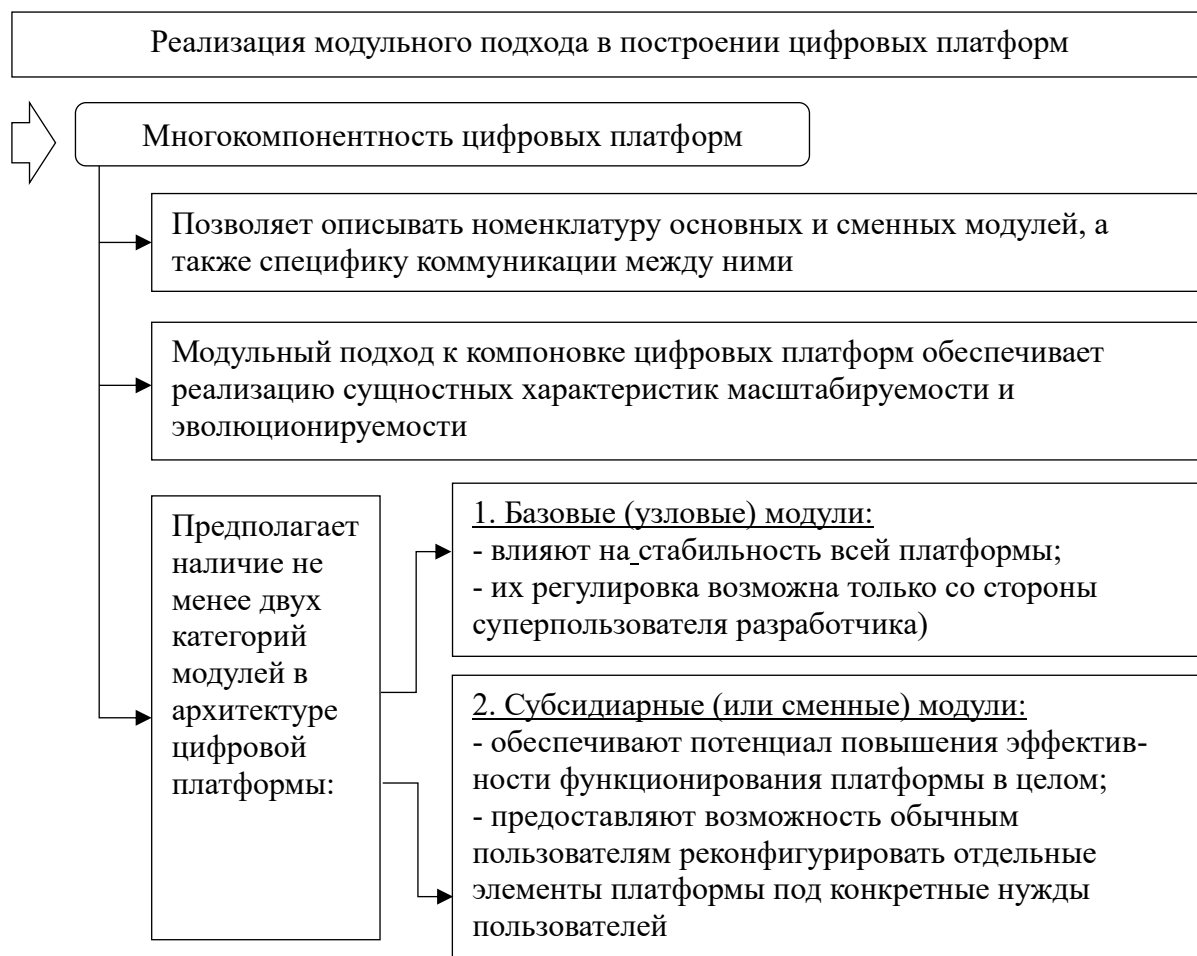 Реализация модульного подхода в построении цифровых платформ
Многокомпонентность цифровых платформ
Позволяет описывать номенклатуру основных и сменных модулей, а
также специфику коммуникации между ними
Модульный подход к компоновке цифровых платформ обеспечивает
реализацию сущностных характеристик масштабируемости и
эволюционируемости
Предполагает
наличие не
менее двух
категорий
модулей в
архитектуре
цифровой
платформы:
1. Базовые (узловые) модули:
- влияют на стабильность всей платформы;
- их регулировка возможна только со стороны
суперпользователя разработчика)
2. Субсидиарные (или сменные) модули:
- обеспечивают потенциал повышения эффектив-
ности функционирования платформы в целом;
- предоставляют возможность обычным
пользователям реконфигурировать отдельные
элементы платформы под конкретные нужды
пользователей